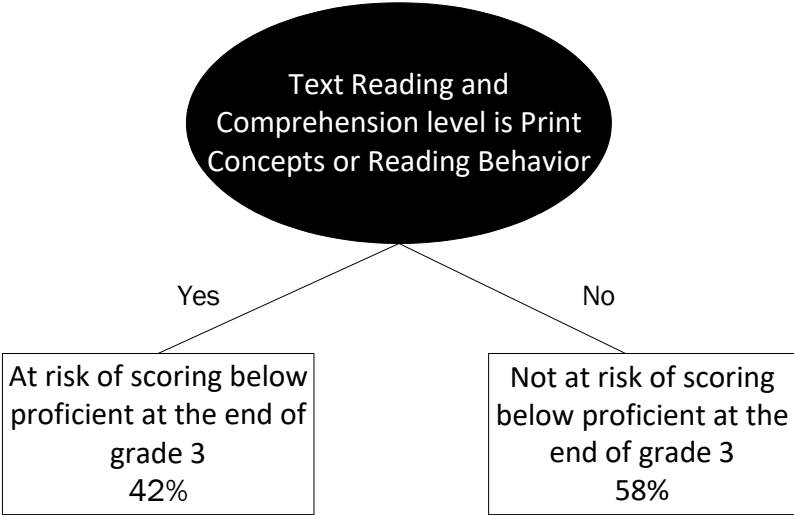 Text Reading and
Comprehension level is Print
Concepts or Reading Behavior
Yes
No
At risk of scoring below
proficient at the end of
grade 3
42%
Not at risk of scoring
below proficient at the
end of grade 3
58%